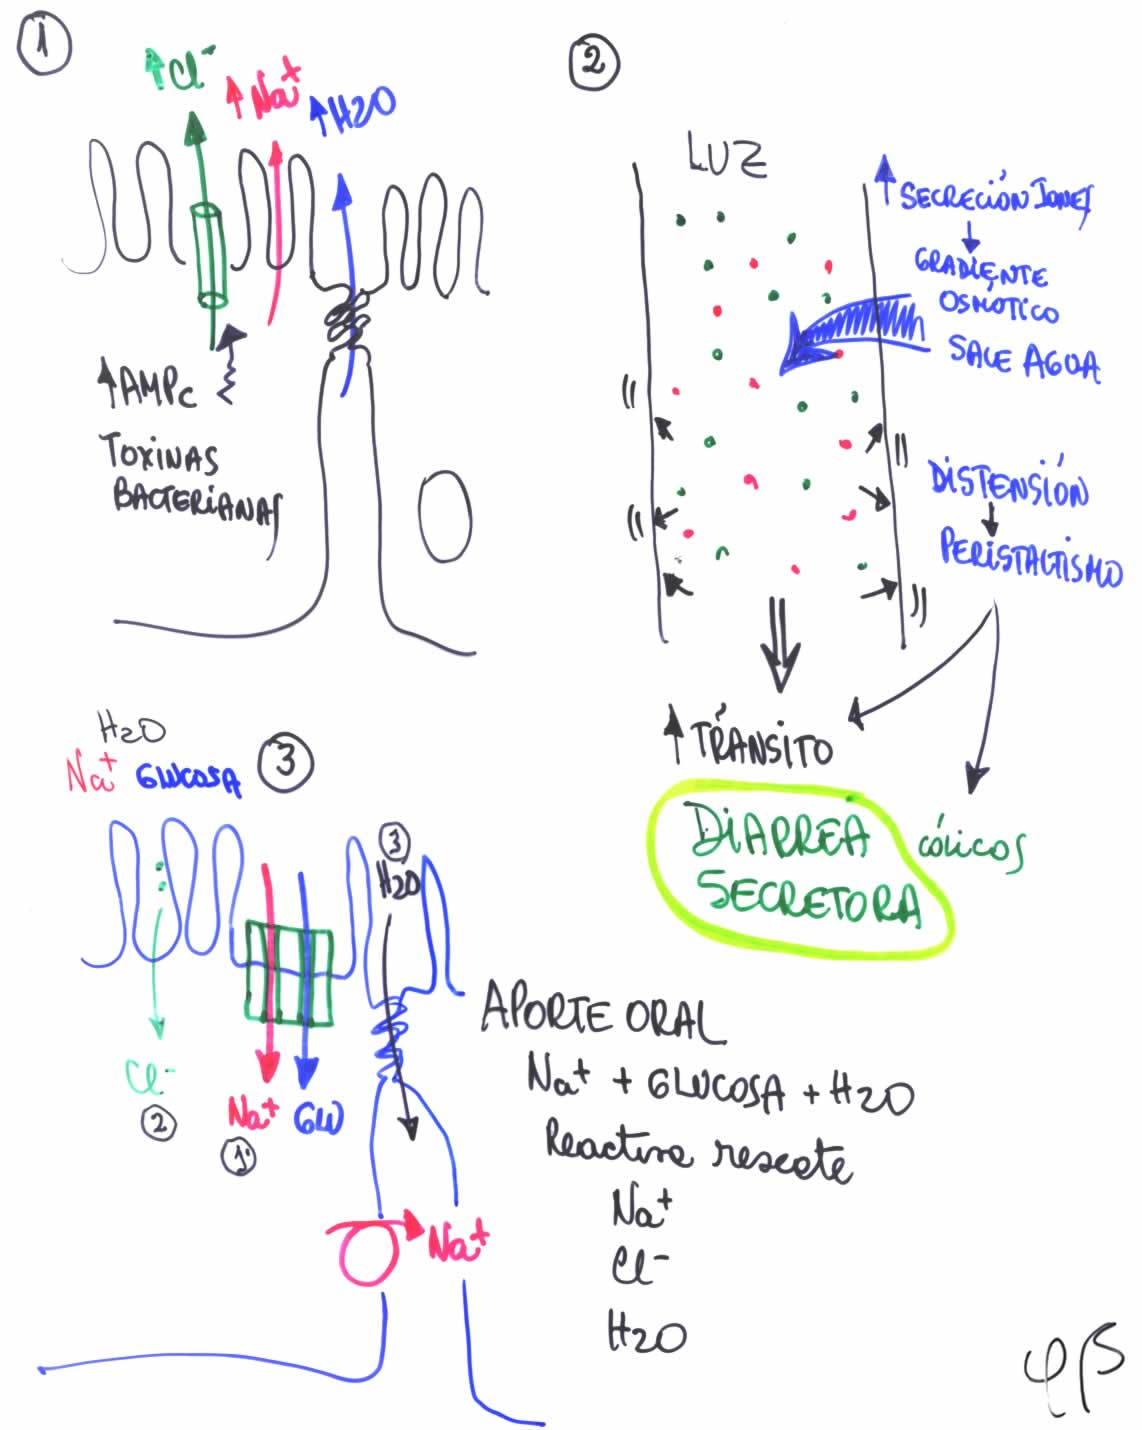 1
↑Cl⁻
↑Na⁺
↑H2O
↑AMPc
TOXINAS
BACTERIANAS
2
LUZ
↑ SECRECIÓN IONES
↓
GRADIENTE
OSMÓTICO
SALE AGUA
DISTENSIÓN
↓
PERISTALTISMO
↑ TRÁNSITO
DIARREA
SECRETORA
CÓLICOS
3
H2O
Na⁺ GLUCOSA
3
H2O
Cl⁻
2
Na⁺ GLU
1
Na⁺
APORTE ORAL
Na⁺ + GLUCOSA + H2O
Reactiva rescate
Na⁺
Cl⁻
H2O